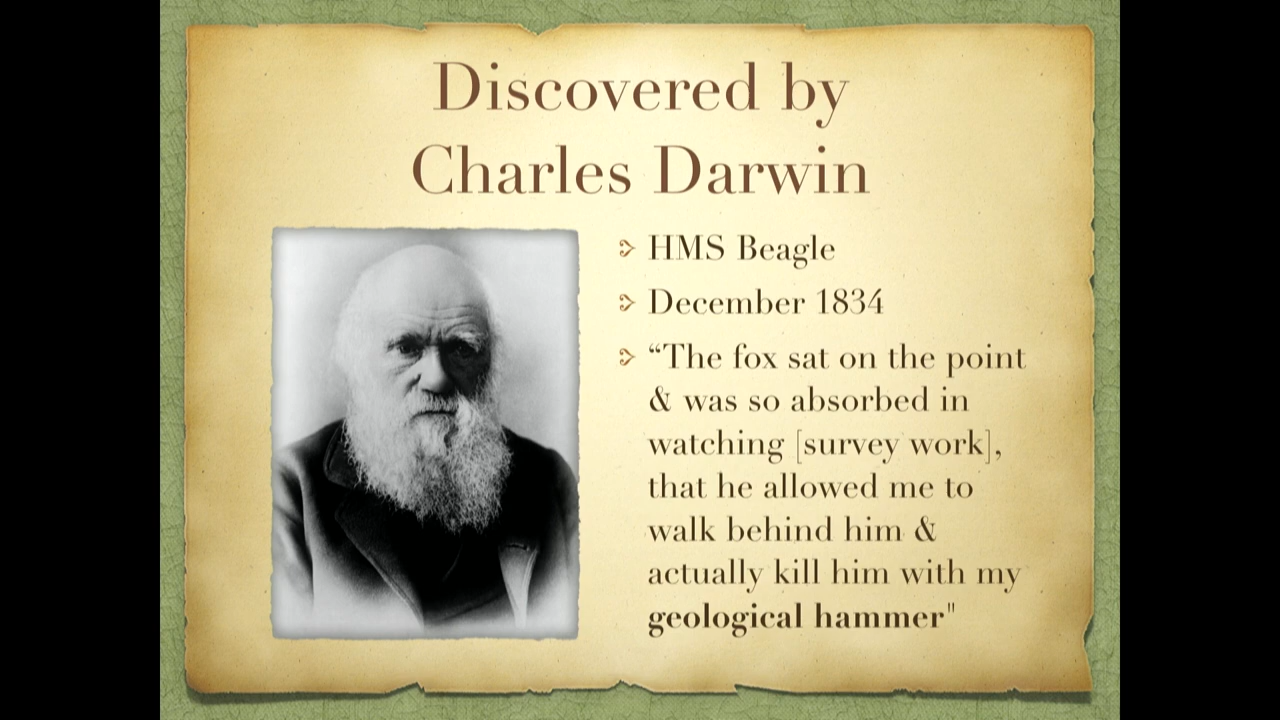 Discovered by
Charles Darwin
HMS Beagle
December 1834
“The fox sat on the point
& was so absorbed in
watching [survey work],
that he allowed me to
walk behind him &
actually kill him with my
geological hammer"